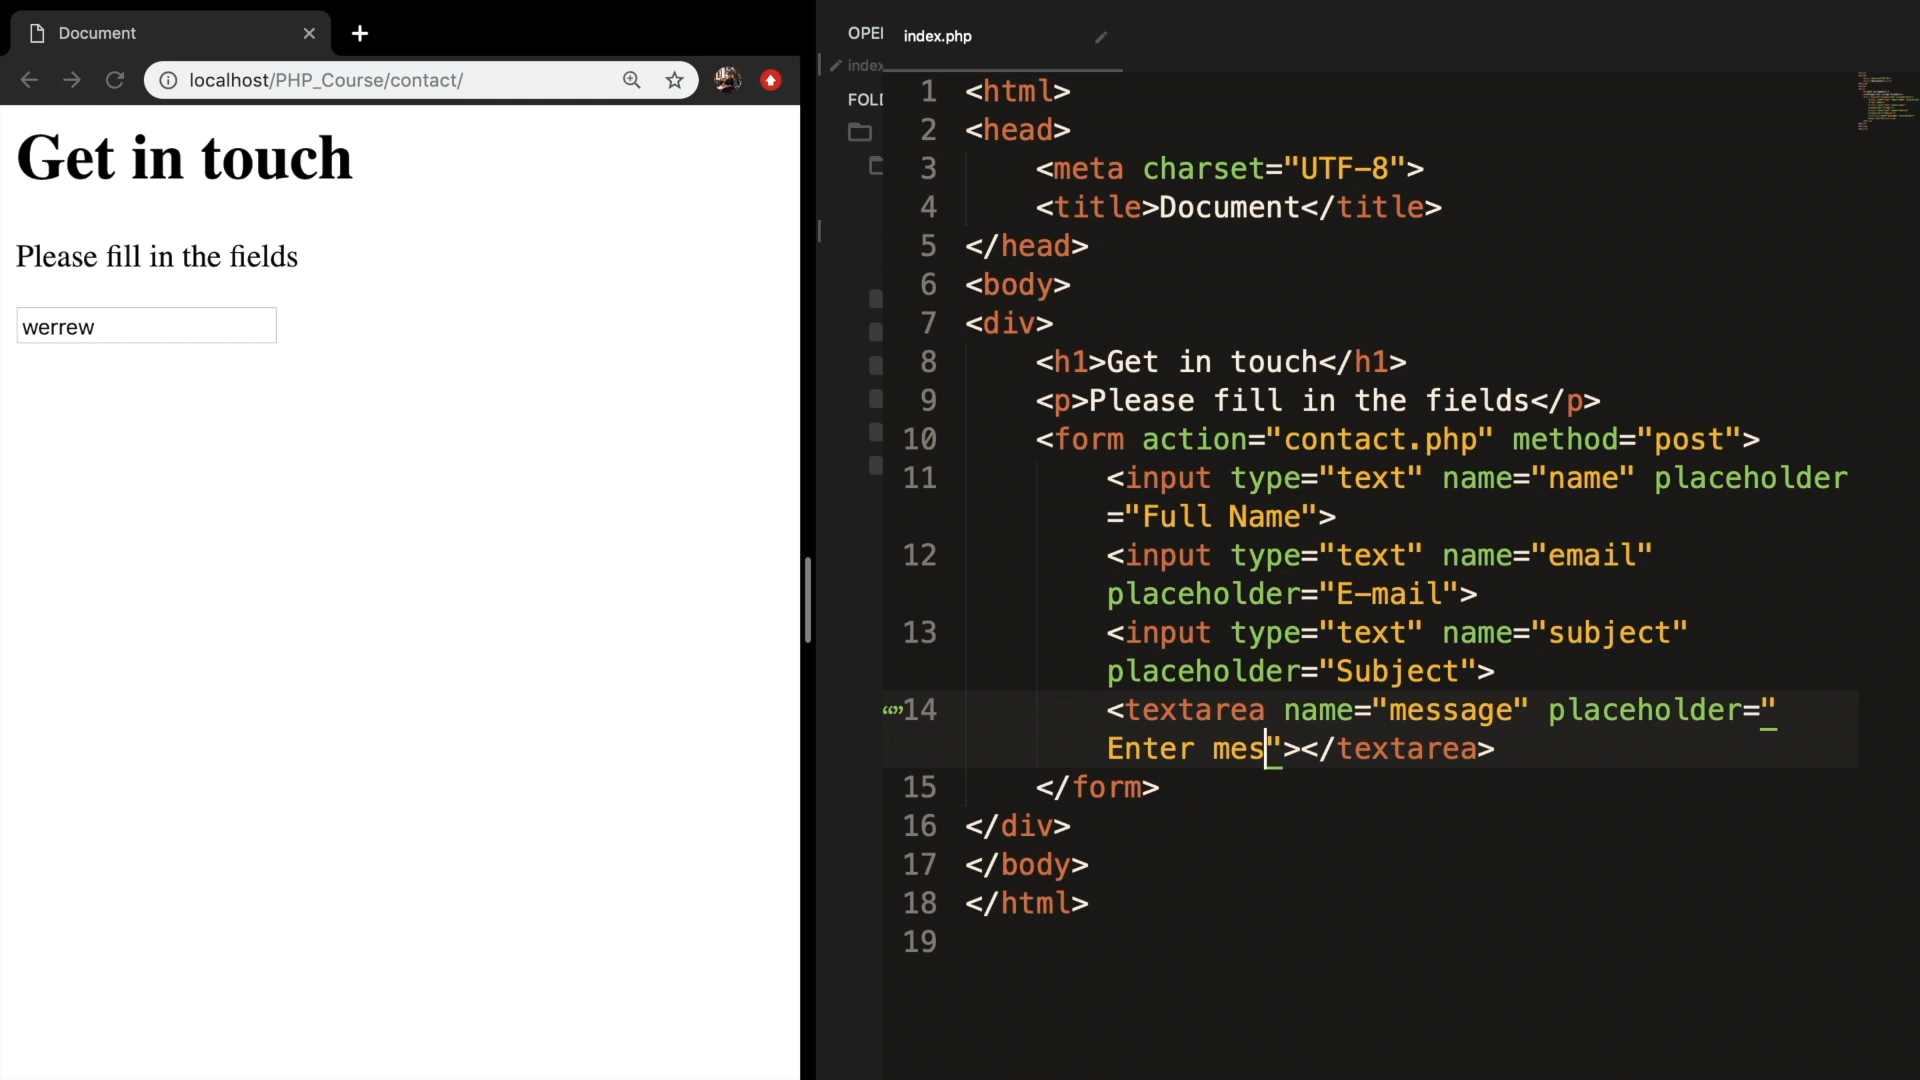 Document
localhost/PHP_Course/contact/
Get in touch
Please fill in the fields
werrew
OPEI
index.php
index
FOLD
1 <html>
2 <head>
3 <meta charset="UTF-8">
4 <title>Document</title>
5 </head>
6 <body>
7 <div>
8 <h1>Get in touch</h1>
9 <p>Please fill in the fields</p>
10 <form action="contact.php" method="post">
11 <input type="text" name="name" placeholder
="Full Name">
12 <input type="text" name="email"
placeholder="E-mail">
13 <input type="text" name="subject"
placeholder="Subject">
14 <textarea name="message" placeholder="
Enter mes"></textarea>
15 </form>
16 </div>
17 </body>
18 </html>
19